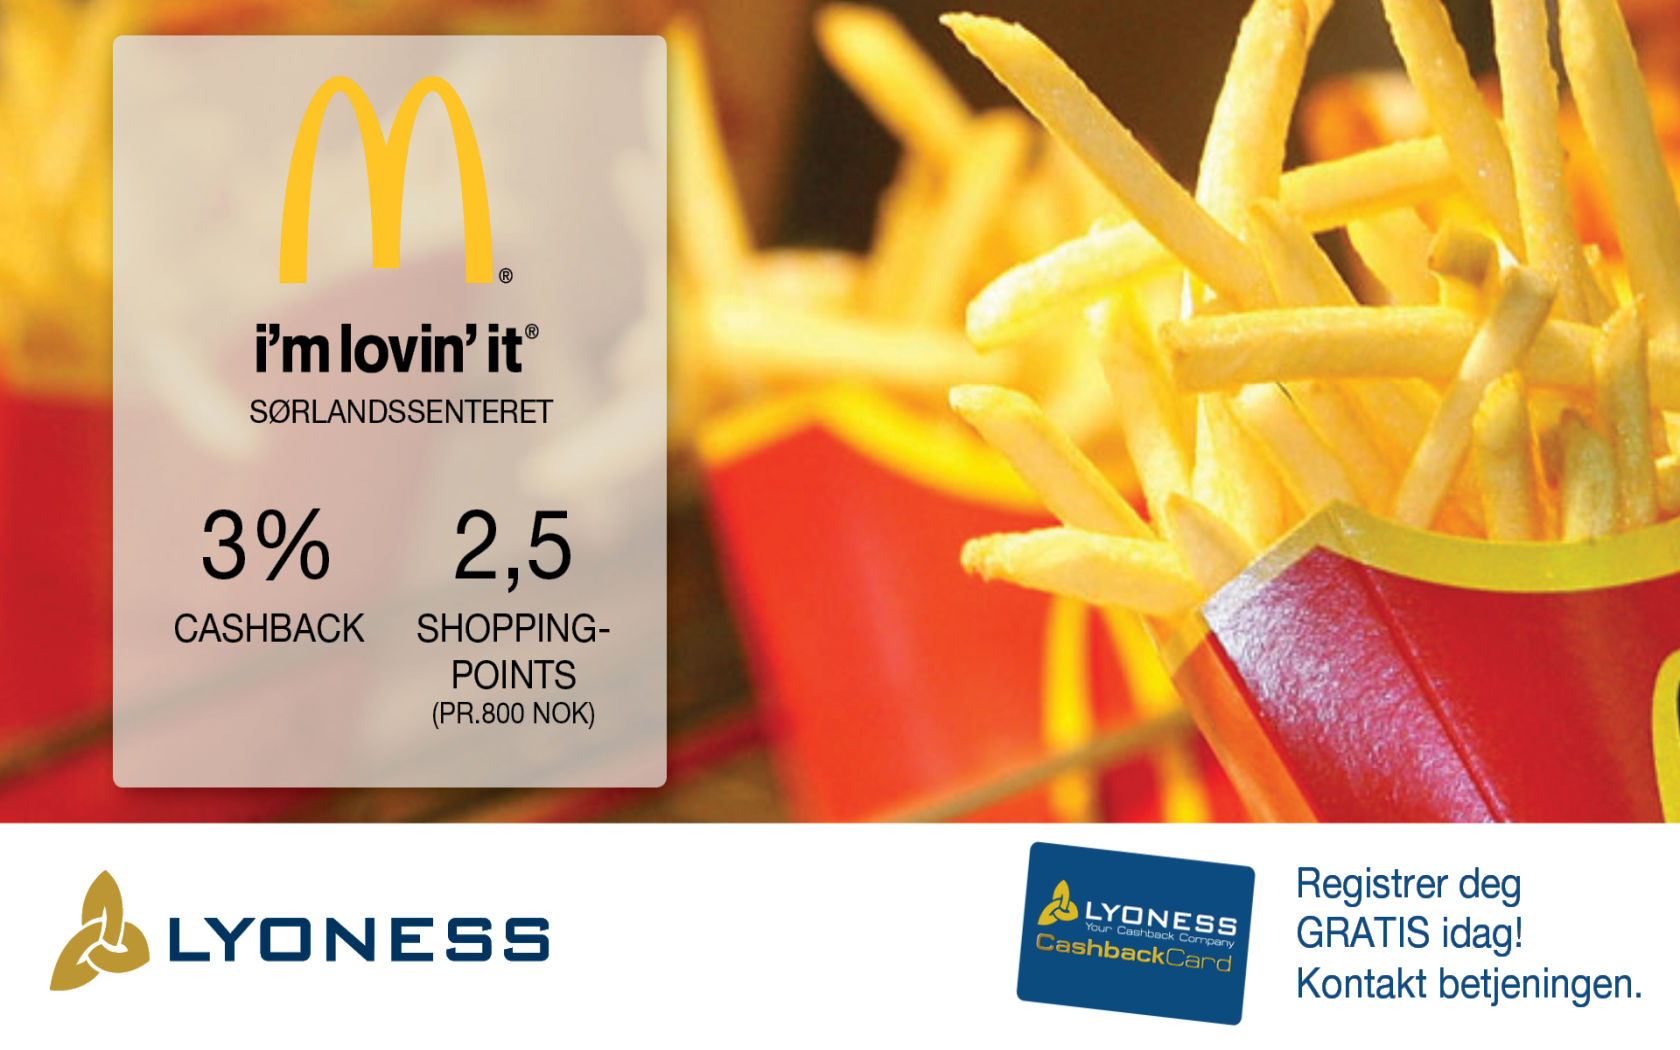 ®
i'm lovin' it®
SØRLANDSSENTERET
3%
CASHBACK
2,5
SHOPPING-
POINTS
(PR.800 NOK)
LYONESS
LYONESS
Your Cashback Company
CashbackCard
Registrer deg
GRATIS idag!
Kontakt betjeningen.